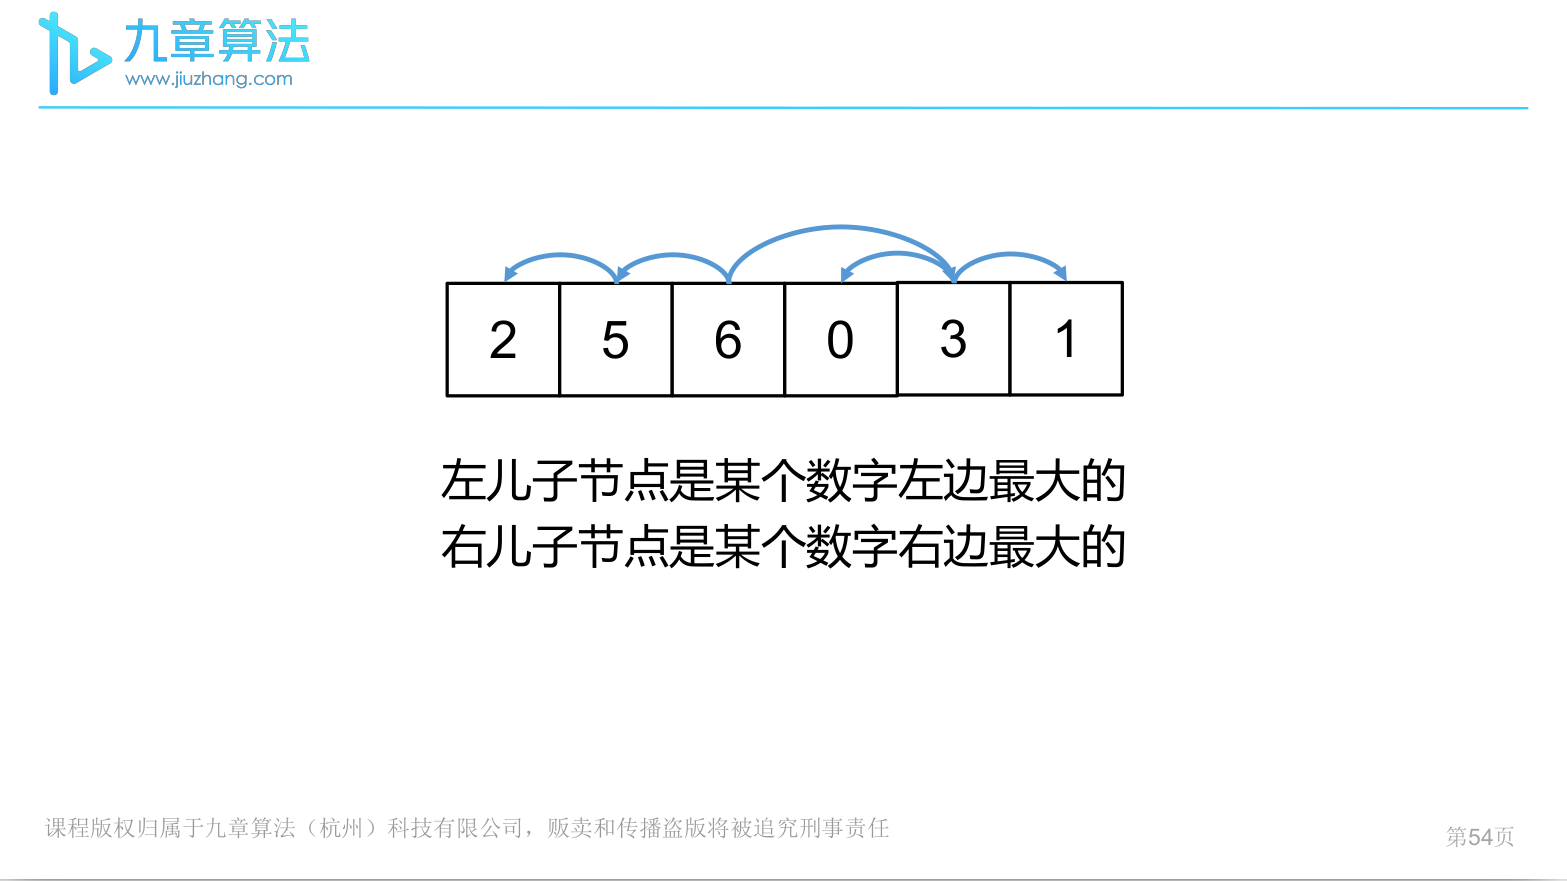 九章算法
www.jiuzhang.com
2 5 6 0 3 1
左儿子节点是某个数字左边最大的
右儿子节点是某个数字右边最大的
课程版权归属于九章算法（杭州）科技有限公司，贩卖和传播盗版将被追究刑事责任
第54页